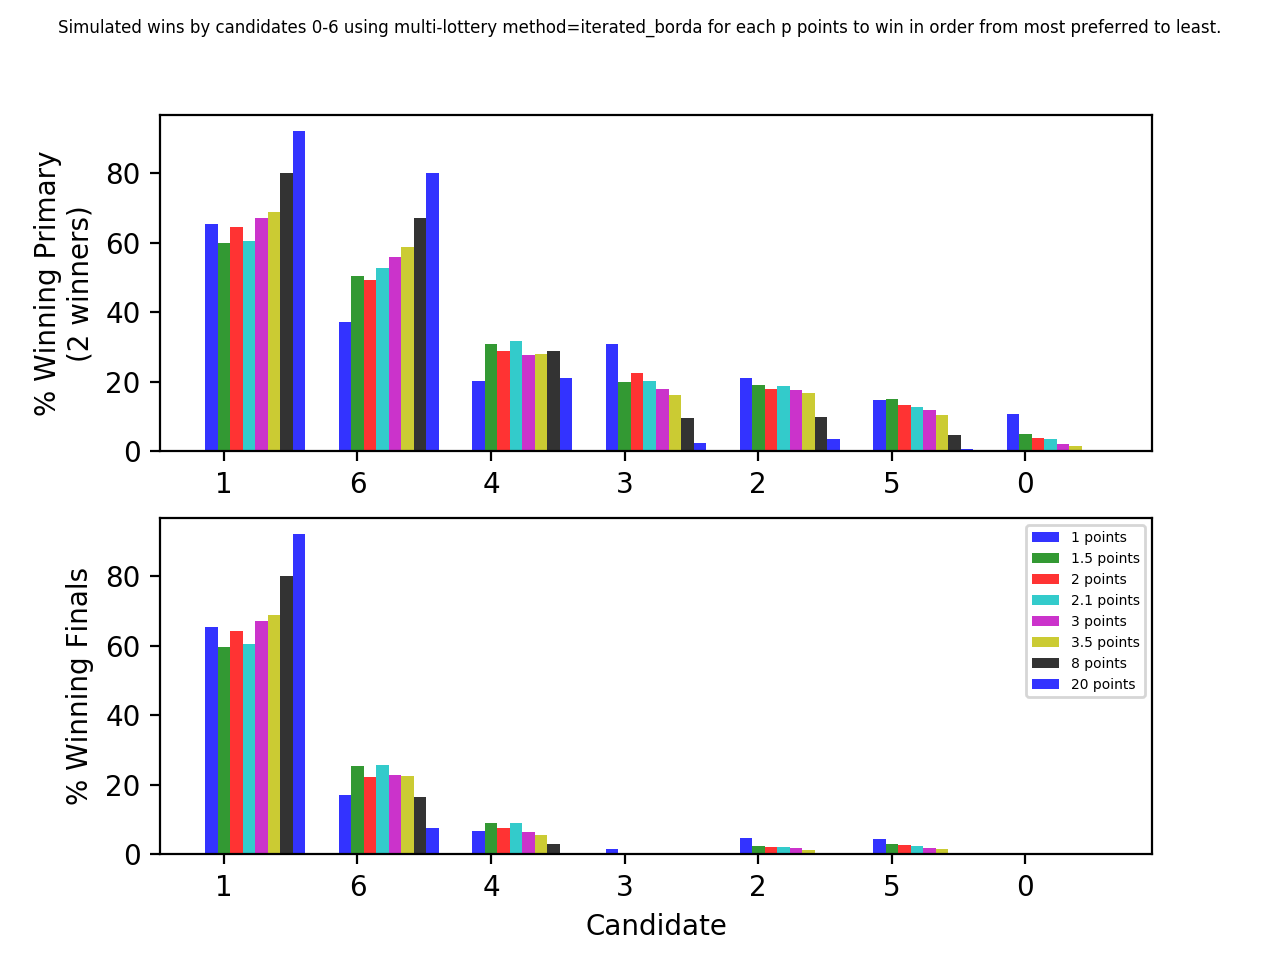 Simulated wins by candidates 0-6 using multi-lottery method=iterated_borda for each p points to win in order from most preferred to least.
% Winning Primary
(2 winners)
80
60
40
20
0
1 6 4 3 2 5 0
% Winning Finals
80
60
40
20
0
1 points
1.5 points
2 points
2.1 points
3 points
3.5 points
8 points
20 points
1 6 4 3 2 5 0
Candidate